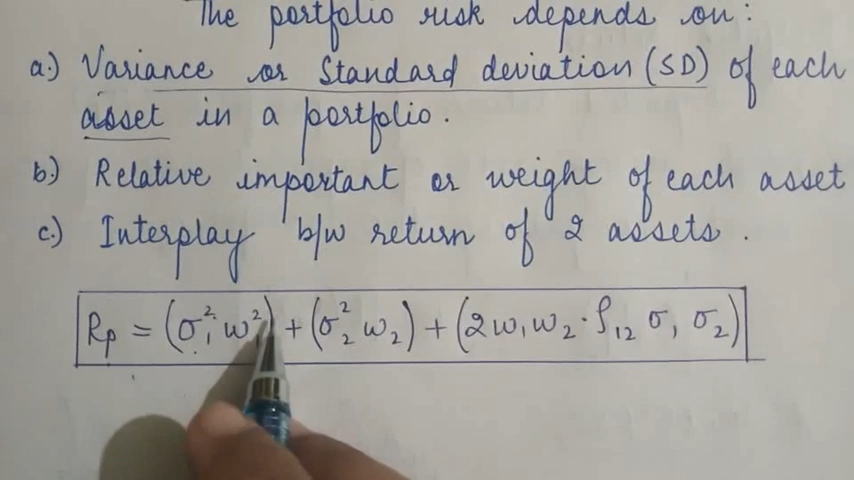 The portfolio risk depends on:
a.) Variance or Standard deviation (SD) of each
asset in a portfolio.
b.) Relative important or weight of each asset
c.) Interplay b/w return of 2 assets.
Rp = (σ₁² w₁²) + (σ₂² w₂) + (2w₁w₂ · ρ₁₂ σ₁ σ₂)